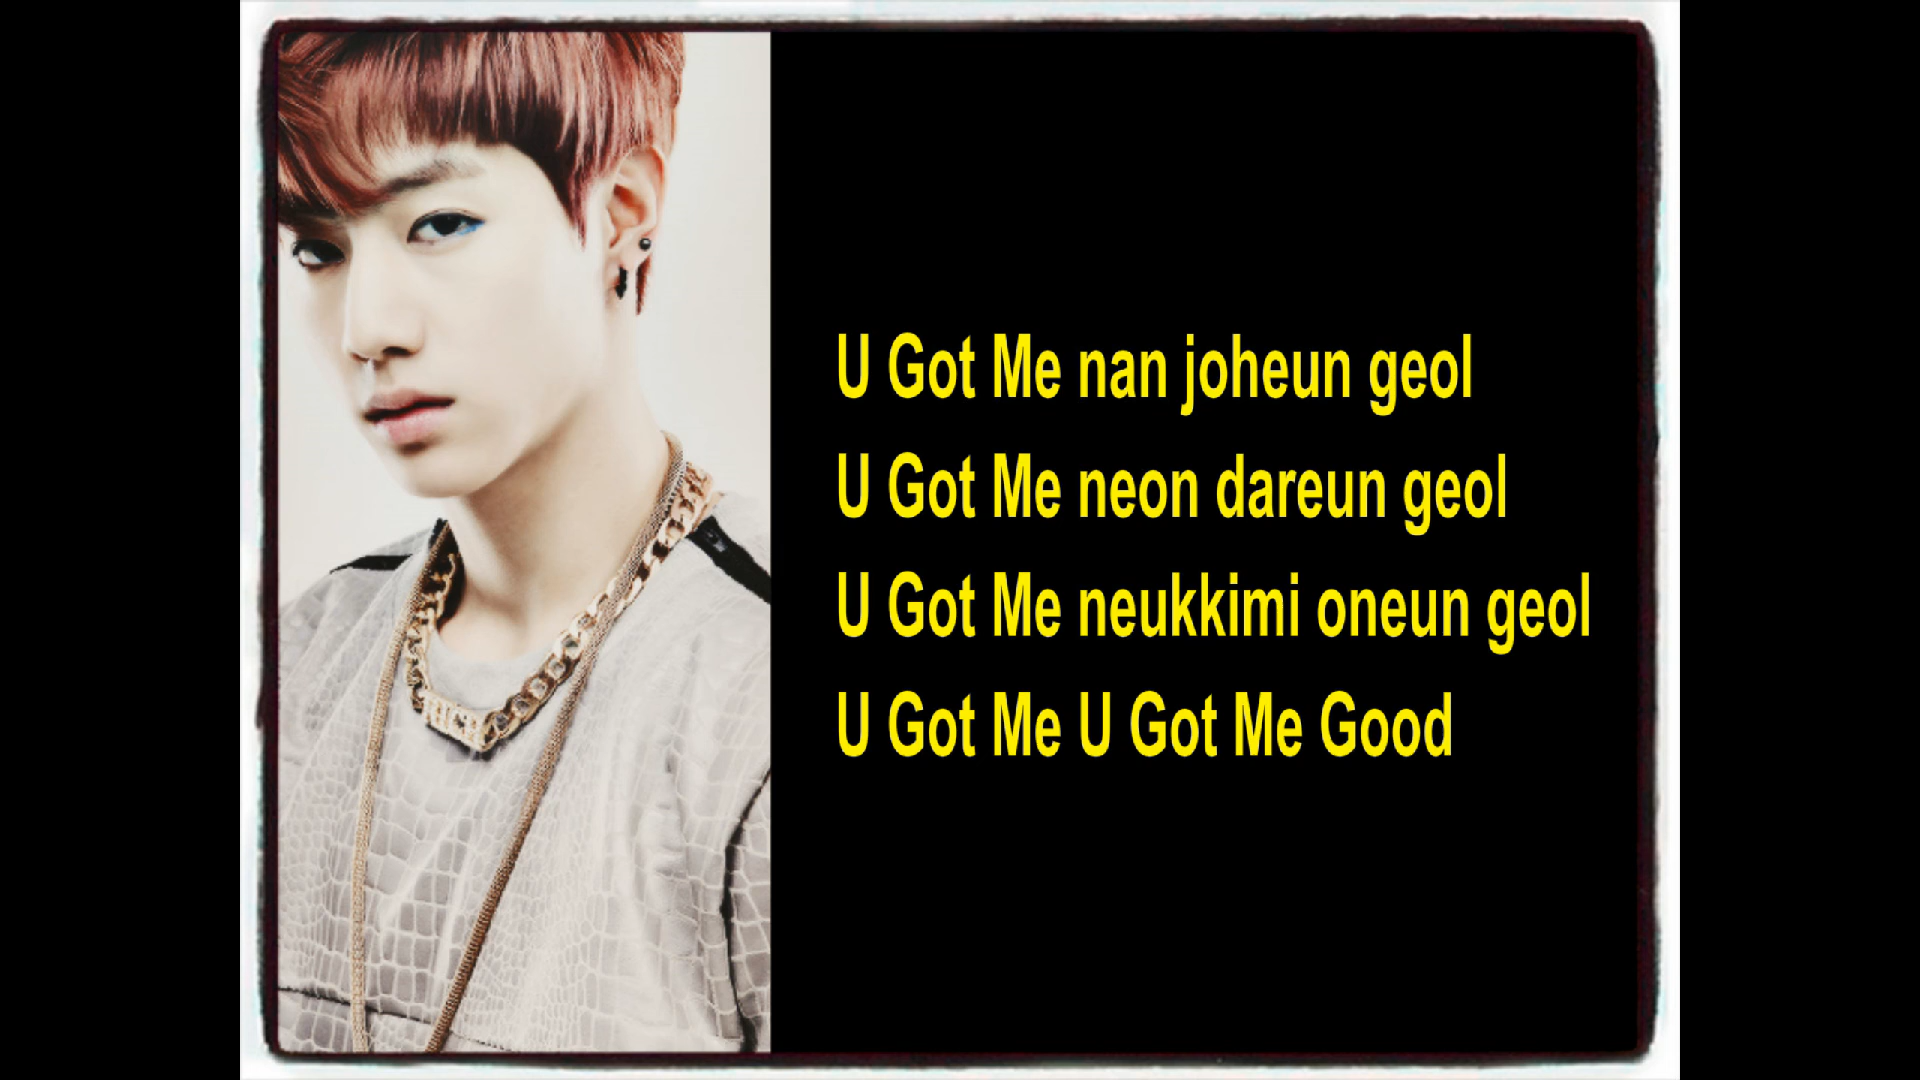 U Got Me nan joheun geol
U Got Me neon dareun geol
U Got Me neukkimi oneun geol
U Got Me U Got Me Good